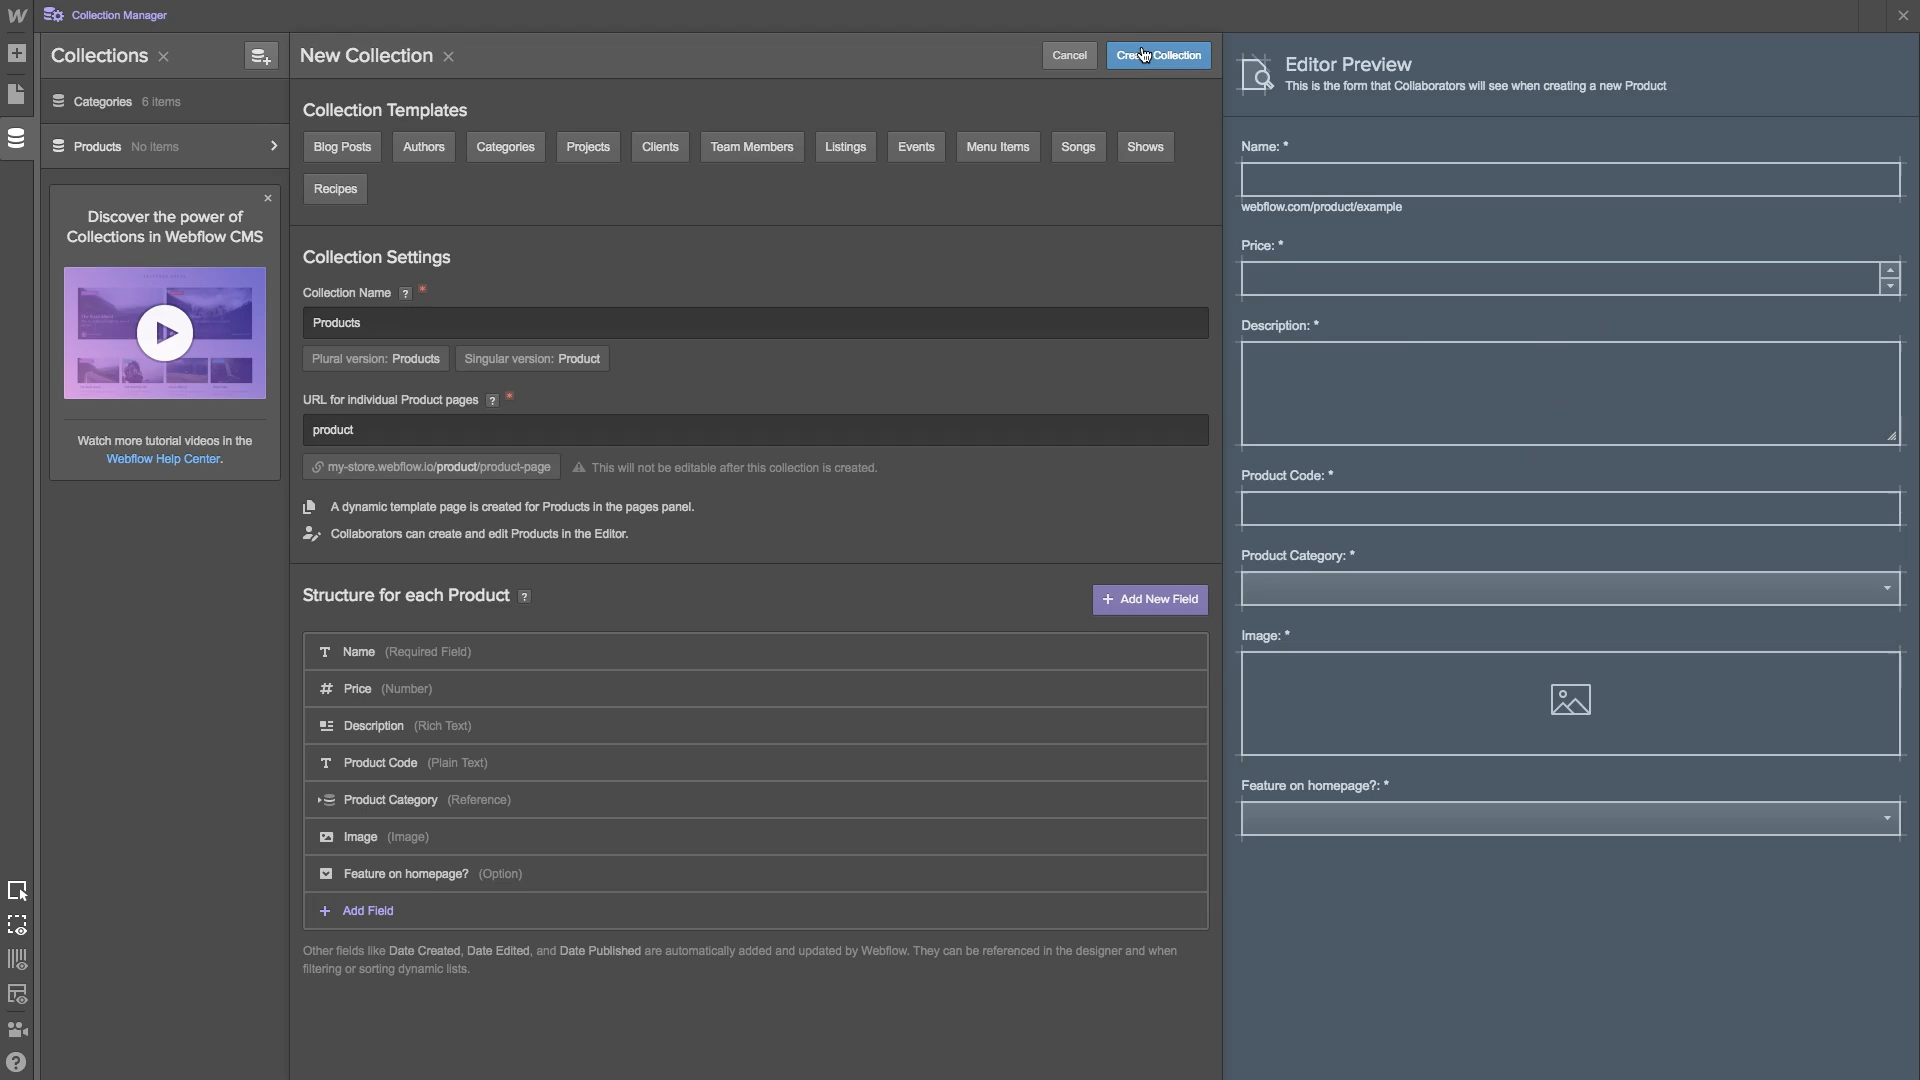 Collection Manager
Collections
Categories 6 items
Products No items
Discover the power of
Collections in Webflow CMS
Watch more tutorial videos in the
Webflow Help Center.
New Collection
Cancel
Collection
Collection Templates
Blog Posts Authors Categories Projects Clients Team Members Listings Events Menu Items Songs Shows
Recipes
Collection Settings
Collection Name ? *
Products
Plural version: Products Singular version: Product
URL for individual Product pages ? *
product
my-store.webflow.io/product/product-page This will not be editable after this collection is created.
A dynamic template page is created for Products in the pages panel.
Collaborators can create and edit Products in the Editor.
Structure for each Product ?
+ Add New Field
T Name (Required Field)
# Price (Number)
Description (Rich Text)
T Product Code (Plain Text)
Product Category (Reference)
Image (Image)
Feature on homepage? (Option)
+ Add Field
Other fields like Date Created, Date Edited, and Date Published are automatically added and updated by Webflow. They can be referenced in the designer and when
filtering or sorting dynamic lists.
Editor Preview
This is the form that Collaborators will see when creating a new Product
Name: *
webflow.com/product/example
Price: *
Description: *
Product Code: *
Product Category: *
Image: *
Feature on homepage?: *